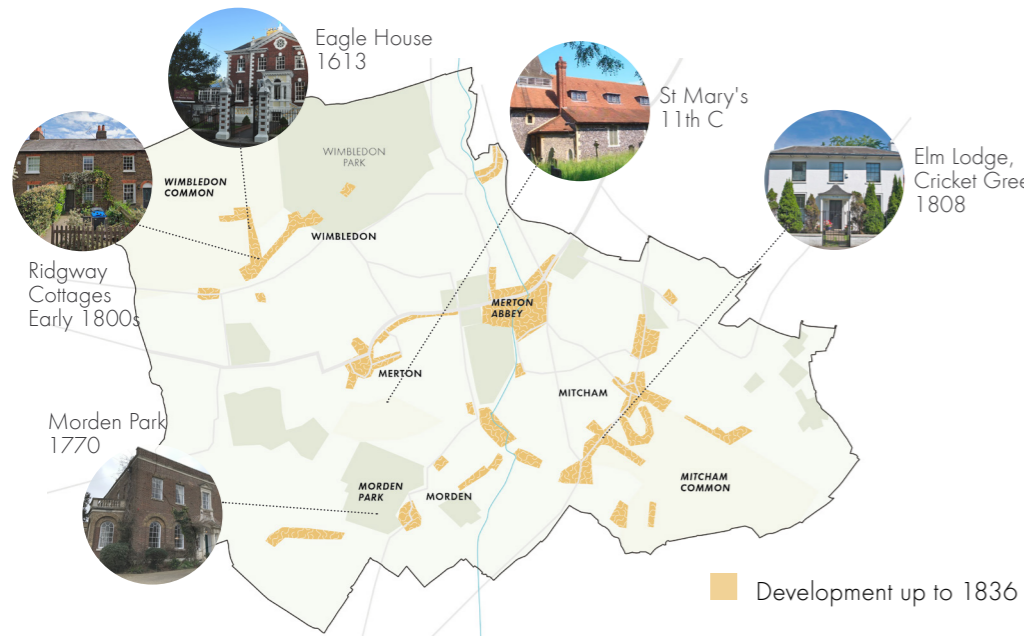 Eagle House
1613
St Mary's
11th C
Elm Lodge,
Cricket Gree
1808
WIMBLEDON
PARK
WIMBLEDON
COMMON
WIMBLEDON
Ridgway
Cottages
Early 1800s
MERTON
ABBEY
MERTON
MITCHAM
Morden Park
1770
MORDEN
PARK
MORDEN
MITCHAM
COMMON
Development up to 1836